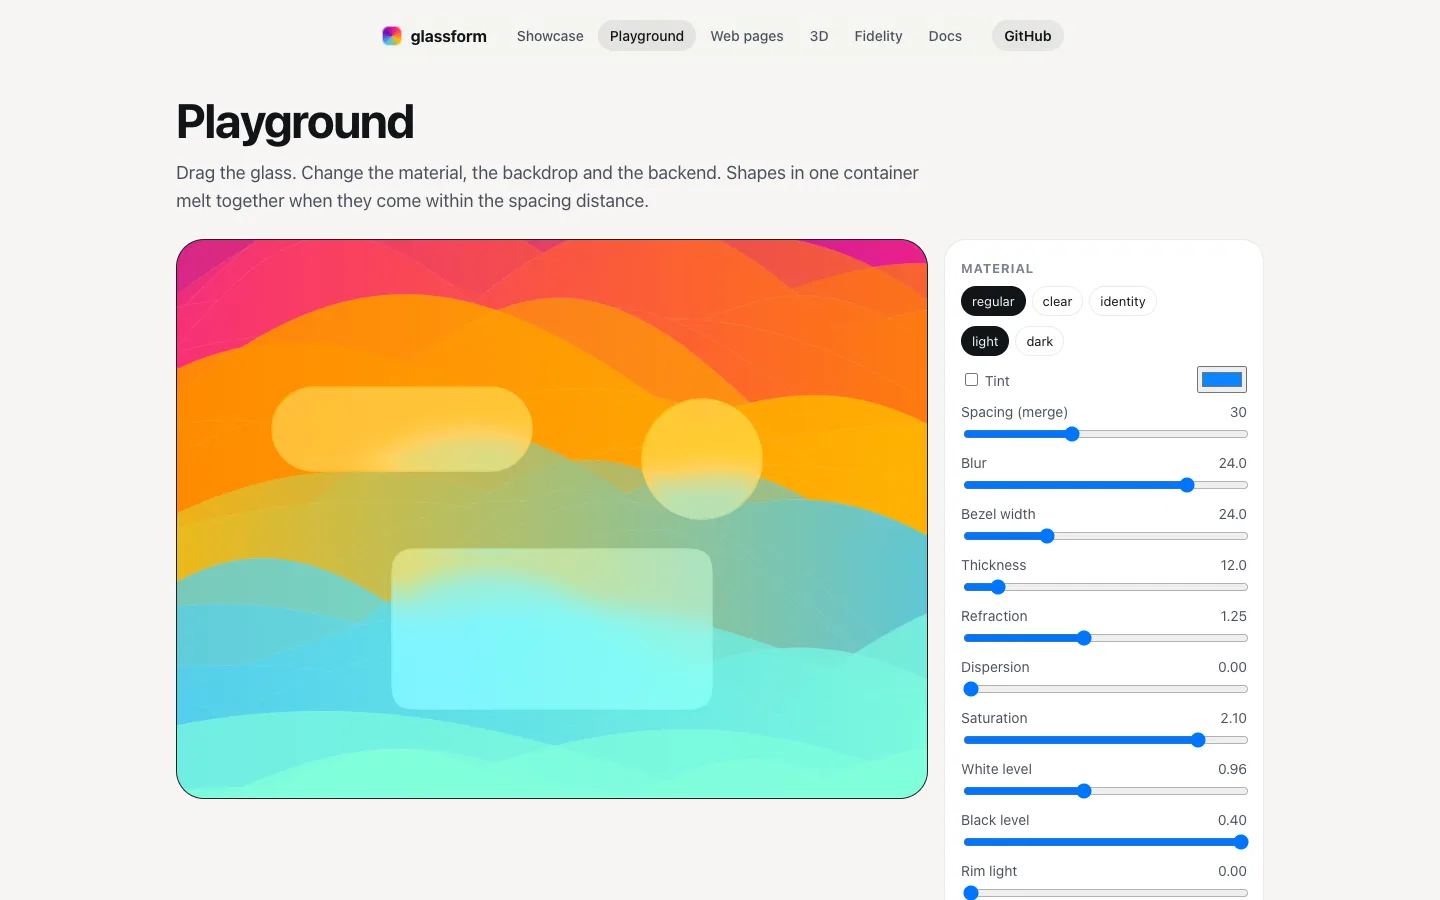 glassform
Showcase
Playground
Web pages
3D
Fidelity
Docs
GitHub
Playground
Drag the glass. Change the material, the backdrop and the backend. Shapes in one container
melt together when they come within the spacing distance.
MATERIAL
regular
clear
identity
light
dark
Tint
Spacing (merge) 30
Blur 24.0
Bezel width 24.0
Thickness 12.0
Refraction 1.25
Dispersion 0.00
Saturation 2.10
White level 0.96
Black level 0.40
Rim light 0.00